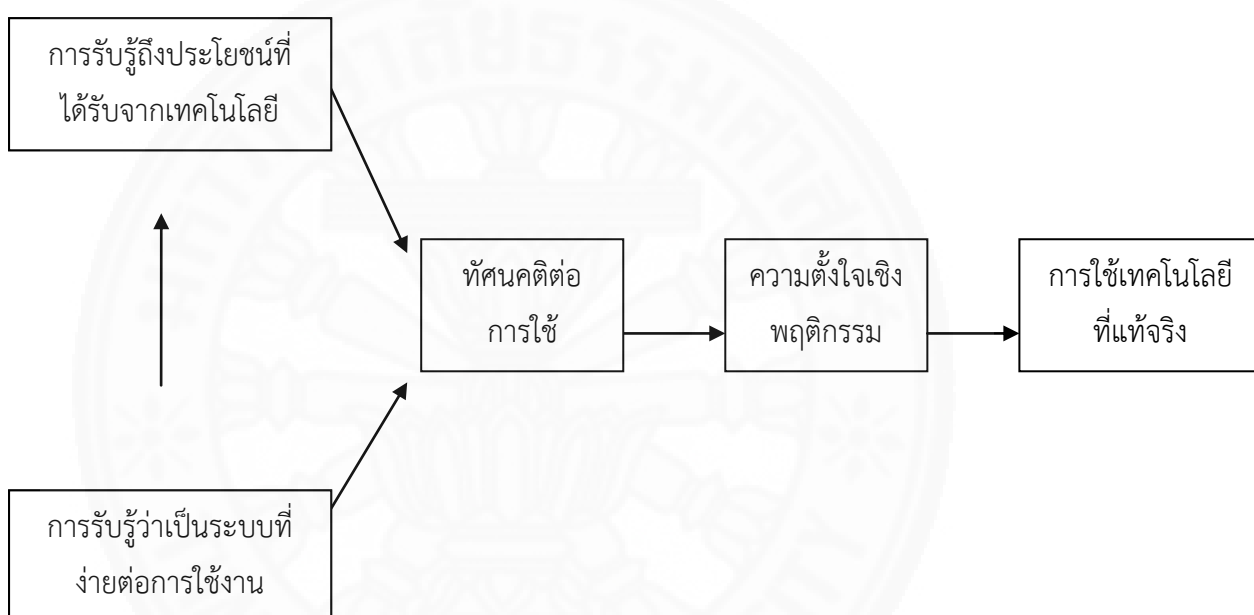 การรับรู้ถึงประโยชน์ที่
ได้รับจากเทคโนโลยี
ทัศนคติต่อ
การใช้
ความตั้งใจเชิง
พฤติกรรม
การใช้เทคโนโลยี
ที่แท้จริง
การรับรู้ว่าเป็นระบบที่
ง่ายต่อการใช้งาน